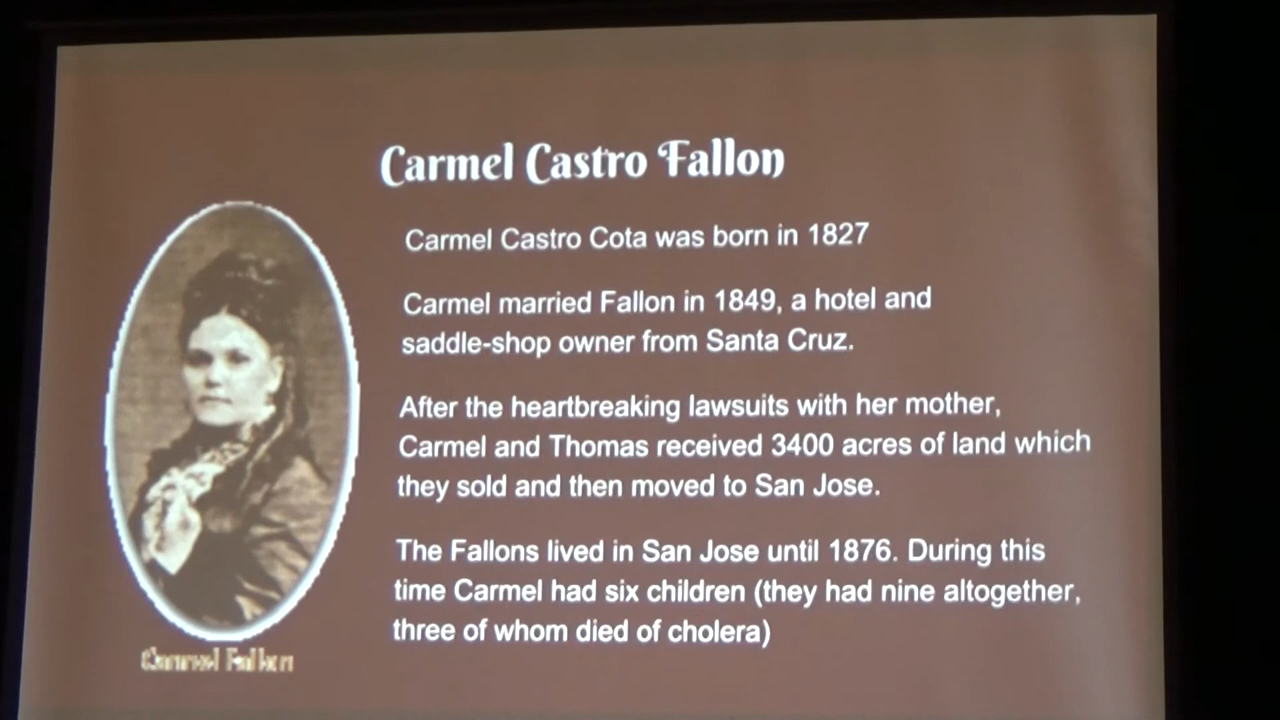 Carmel Castro Fallon
Carmel Castro Cota was born in 1827
Carmel married Fallon in 1849, a hotel and
saddle-shop owner from Santa Cruz.
After the heartbreaking lawsuits with her mother,
Carmel and Thomas received 3400 acres of land which
they sold and then moved to San Jose.
The Fallons lived in San Jose until 1876. During this
time Carmel had six children (they had nine altogether,
three of whom died of cholera)
Carmel Fallon